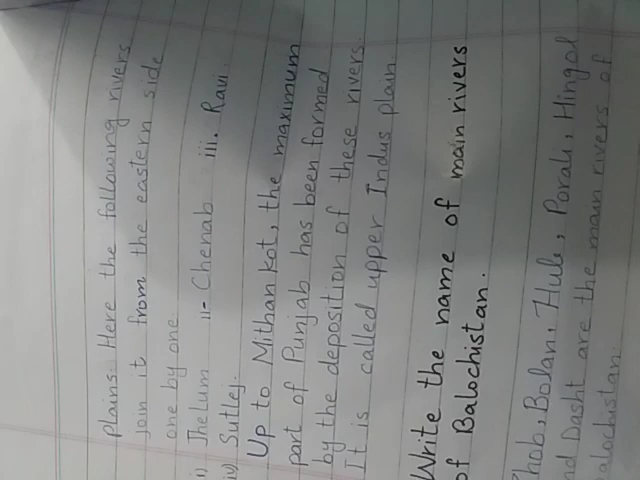 plains. Here the following rivers
join it from the eastern side
one by one
i) Jhelum ii- Chenab iii. Ravi.
iv) Sutlej.
Up to Mithan kot, the maximum
part of Punjab has been formed
by the deposition of these rivers.
It is called upper Indus plain.
Write the name of main rivers
of Balochistan.
Zhob, Bolan, Hub, Porali, Hingol
nd Dasht are the main rivers of
alochistan.